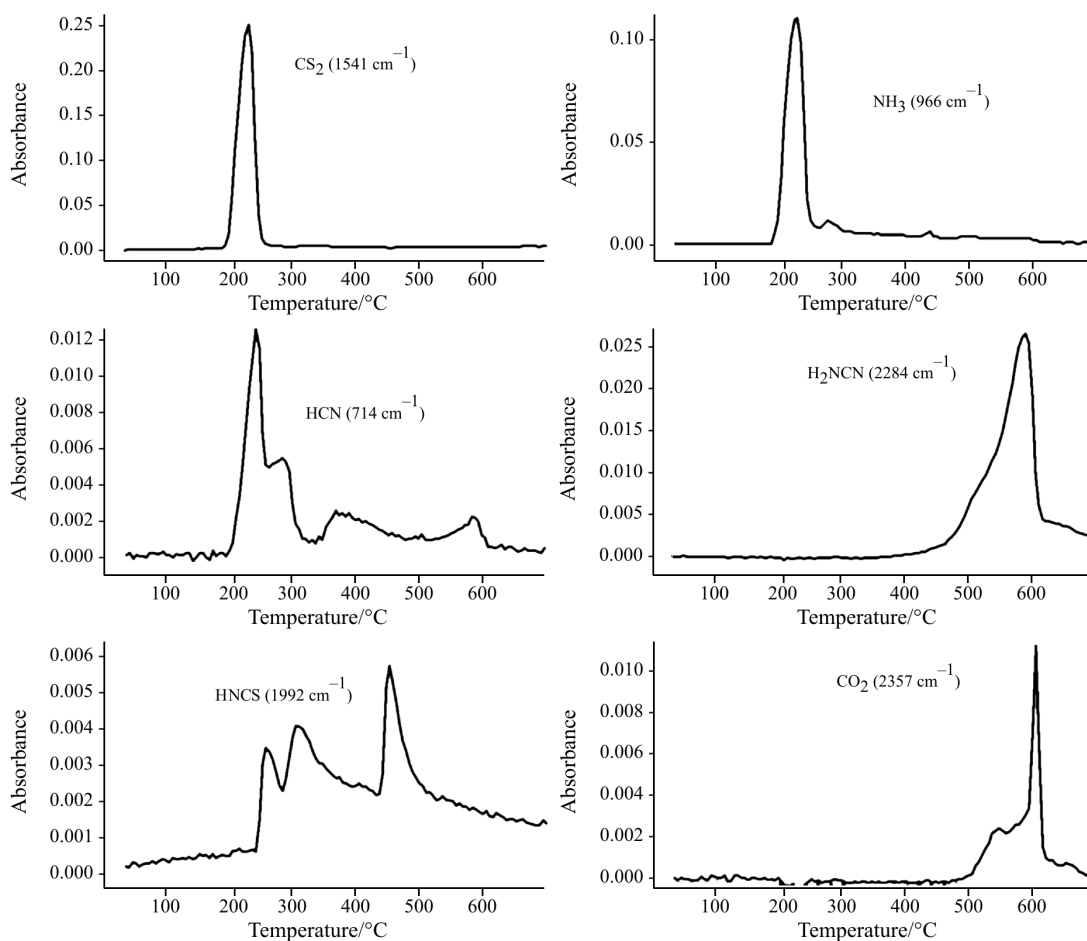 Absorbance
0.25
0.20
0.15
0.10
0.05
0.00
CS2 (1541 cm–1)
100 200 300 400 500 600
Temperature/°C
Absorbance
0.10
0.05
0.00
NH3 (966 cm–1)
100 200 300 400 500 600
Temperature/°C
Absorbance
0.012
0.010
0.008
0.006
0.004
0.002
0.000
HCN (714 cm–1)
100 200 300 400 500 600
Temperature/°C
Absorbance
0.025
0.020
0.015
0.010
0.005
0.000
H2NCN (2284 cm–1)
100 200 300 400 500 600
Temperature/°C
Absorbance
0.006
0.005
0.004
0.003
0.002
0.001
0.000
HNCS (1992 cm–1)
100 200 300 400 500 600
Temperature/°C
Absorbance
0.010
0.008
0.006
0.004
0.002
0.000
CO2 (2357 cm–1)
100 200 300 400 500 600
Temperature/°C